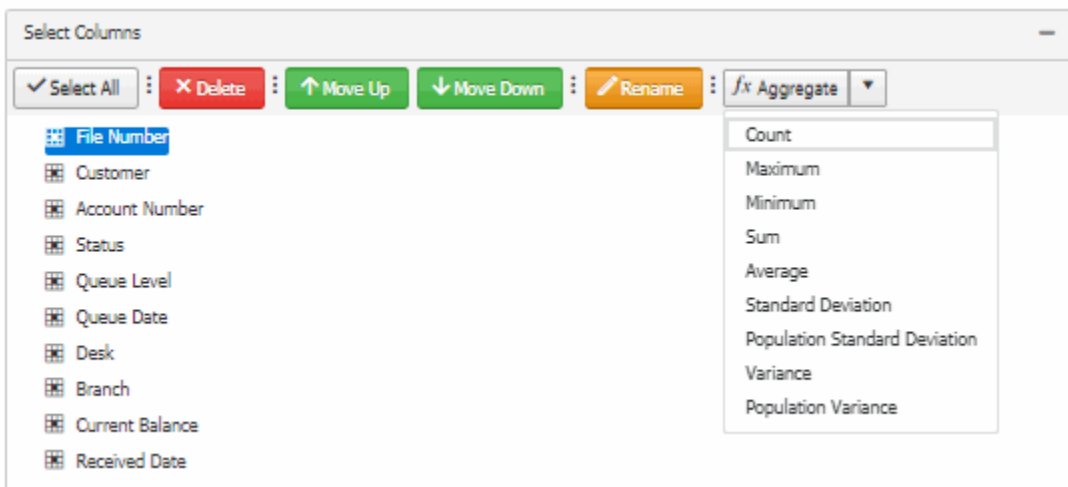 Select Columns
Select All Delete Move Up Move Down Rename fx Aggregate
File Number
Customer
Account Number
Status
Queue Level
Queue Date
Desk
Branch
Current Balance
Received Date
Count
Maximum
Minimum
Sum
Average
Standard Deviation
Population Standard Deviation
Variance
Population Variance